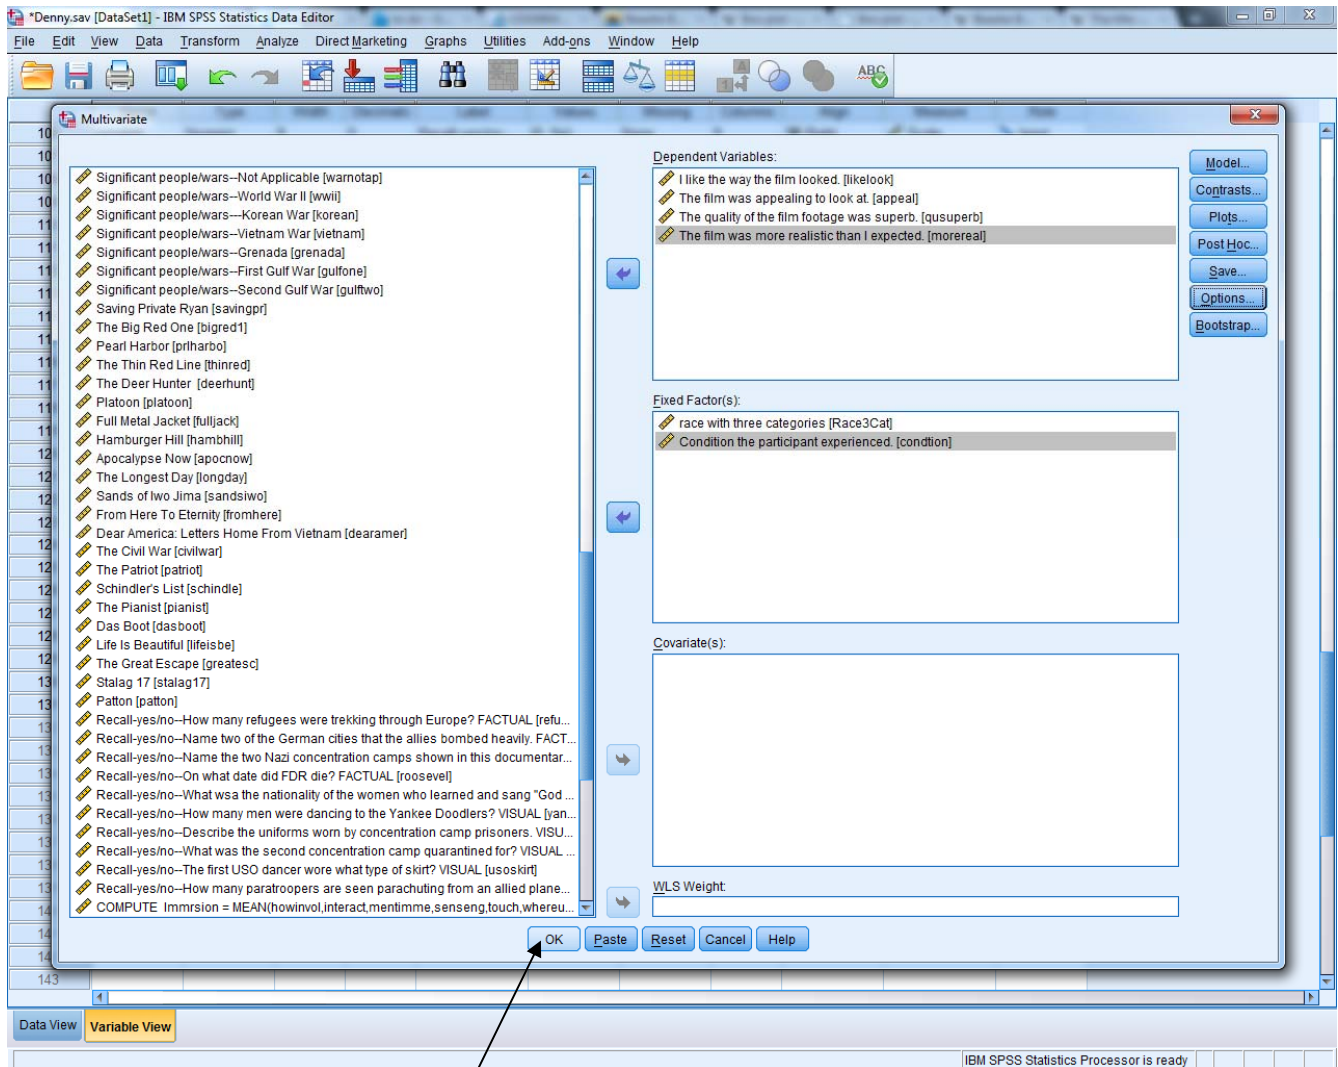 *Denny.sav [DataSet1] - IBM SPSS Statistics Data Editor
File Edit View Data Transform Analyze Direct Marketing Graphs Utilities Add-ons Window Help
Multivariate
Significant people/wars--Not Applicable [warnotap]
Significant people/wars--World War II [wwii]
Significant people/wars---Korean War [korean]
Significant people/wars--Vietnam War [vietnam]
Significant people/wars--Grenada [grenada]
Significant people/wars--First Gulf War [gulfone]
Significant people/wars--Second Gulf War [gulftwo]
Saving Private Ryan [savingpr]
The Big Red One [bigred1]
Pearl Harbor [prlharbo]
The Thin Red Line [thinred]
The Deer Hunter [deerhunt]
Platoon [platoon]
Full Metal Jacket [fulljack]
Hamburger Hill [hambhill]
Apocalypse Now [apocnow]
The Longest Day [longday]
Sands of Iwo Jima [sandsiwo]
From Here To Eternity [fromhere]
Dear America: Letters Home From Vietnam [dearamer]
The Civil War [civilwar]
The Patriot [patriot]
Schindler's List [schindle]
The Pianist [pianist]
Das Boot [dasboot]
Life Is Beautiful [lifeisbe]
The Great Escape [greatesc]
Stalag 17 [stalag17]
Patton [patton]
Recall-yes/no--How many refugees were trekking through Europe? FACTUAL [refu...
Recall-yes/no--Name two of the German cities that the allies bombed heavily. FACT...
Recall-yes/no--Name the two Nazi concentration camps shown in this documentar...
Recall-yes/no--On what date did FDR die? FACTUAL [roosevel]
Recall-yes/no--What wsa the nationality of the women who learned and sang "God ...
Recall-yes/no--How many men were dancing to the Yankee Doodlers? VISUAL [yan...
Recall-yes/no--Describe the uniforms worn by concentration camp prisoners. VISU...
Recall-yes/no--What was the second concentration camp quarantined for? VISUAL ...
Recall-yes/no--The first USO dancer wore what type of skirt? VISUAL [usoskirt]
Recall-yes/no--How many paratroopers are seen parachuting from an allied plane...
COMPUTE Immrsion = MEAN(howinvol,interact,mentimme,senseng,touch,whereu...
Dependent Variables:
I like the way the film looked. [likelook]
The film was appealing to look at. [appeal]
The quality of the film footage was superb. [qusuperb]
The film was more realistic than I expected. [morereal]
Fixed Factor(s):
race with three categories [Race3Cat]
Condition the participant experienced. [condtion]
Covariate(s):
WLS Weight:
Model...
Contrasts...
Plots...
Post Hoc...
Save...
Options...
Bootstrap...
OK Paste Reset Cancel Help
143
Data View Variable View
IBM SPSS Statistics Processor is ready